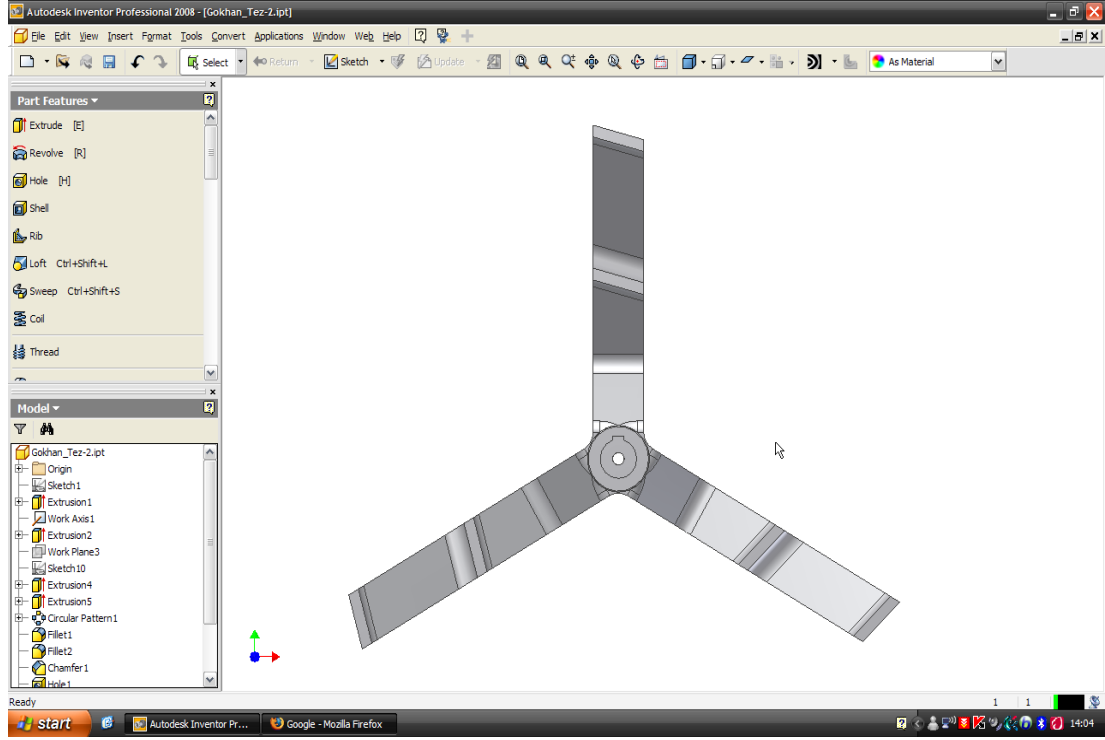 Autodesk Inventor Professional 2008 - [Gokhan_Tez-2.ipt]
File Edit View Insert Format Tools Convert Applications Window Web Help
Select Return Sketch Update As Material
Part Features
Extrude [E]
Revolve [R]
Hole [H]
Shell
Rib
Loft Ctrl+Shift+L
Sweep Ctrl+Shift+S
Coil
Thread
Model
Gokhan_Tez-2.ipt
Origin
Sketch1
Extrusion1
Work Axis1
Extrusion2
Work Plane3
Sketch10
Extrusion4
Extrusion5
Circular Pattern1
Fillet1
Fillet2
Chamfer1
Hole1
Ready 1 1
start Autodesk Inventor Pr... Google - Mozilla Firefox 14:04